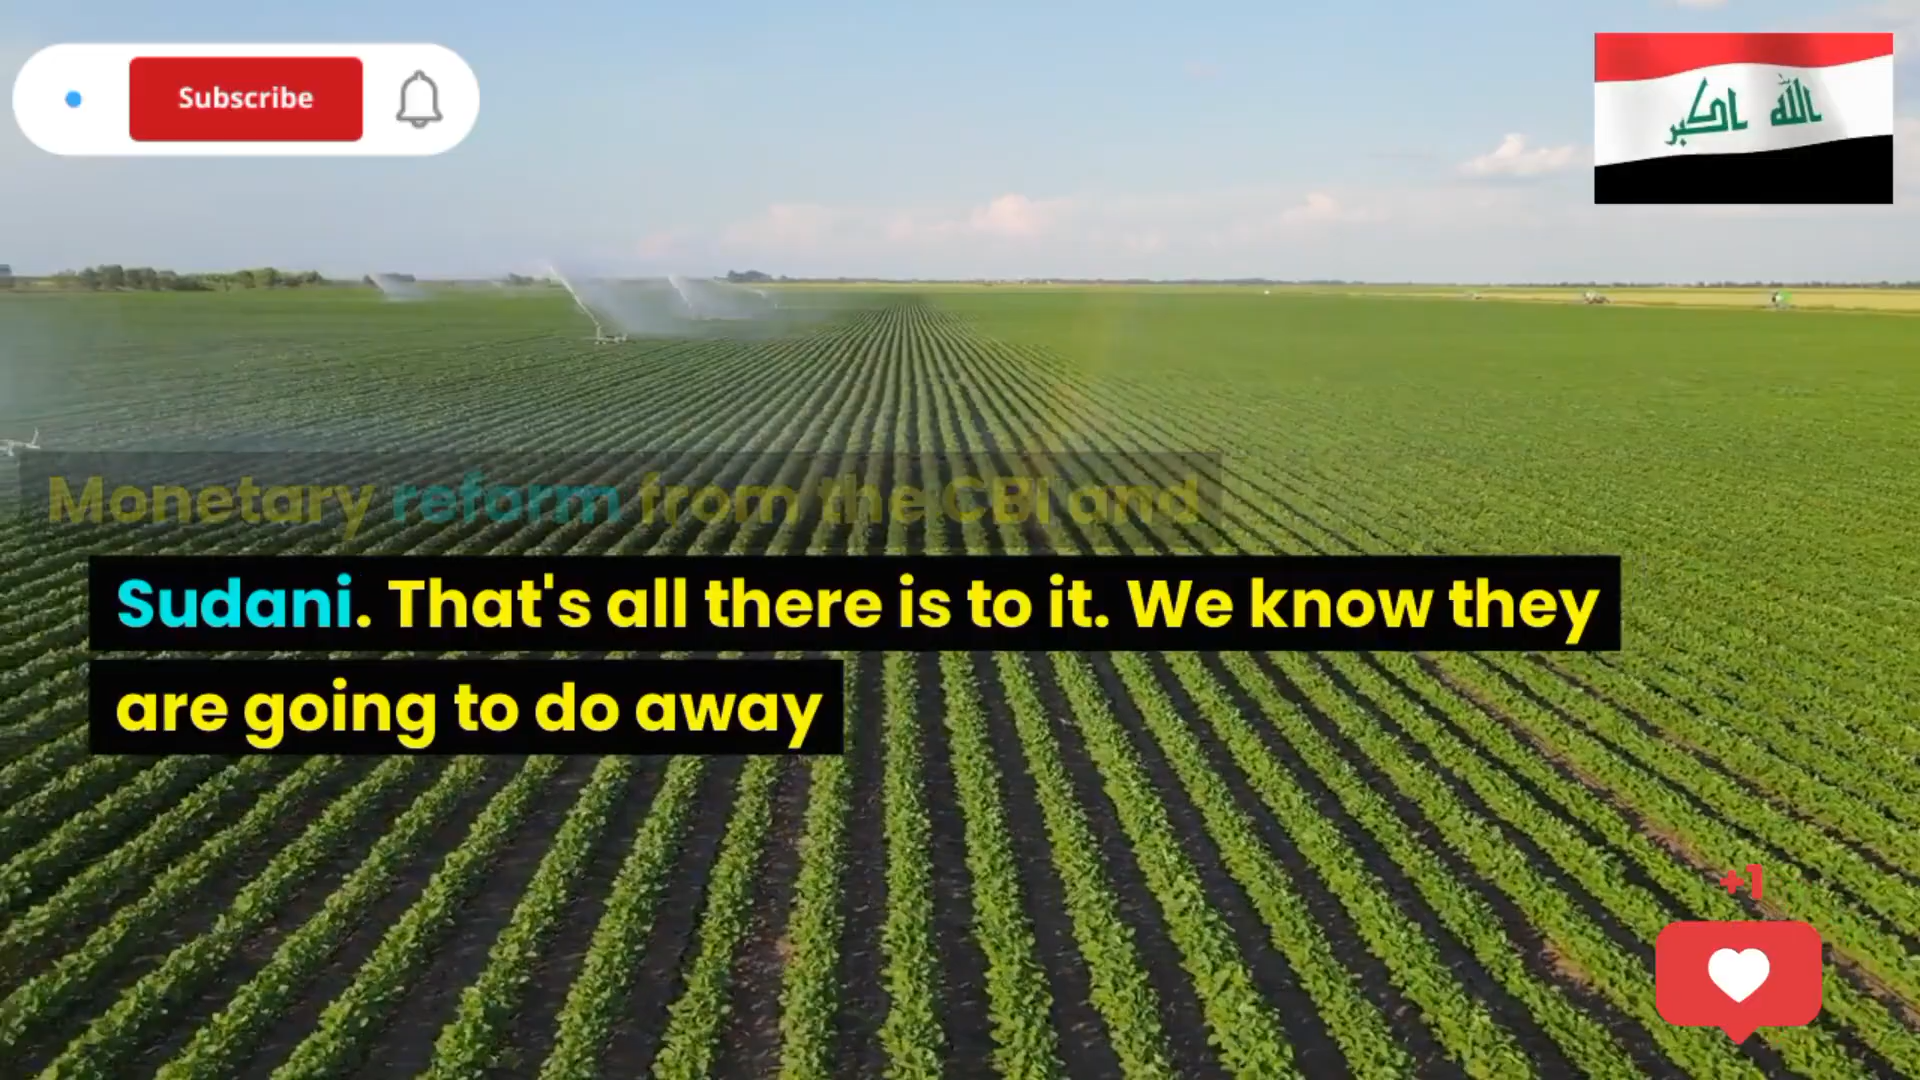 Subscribe
الله اكبر
Monetary reform from the CBI and
Sudani. That's all there is to it. We know they
are going to do away
+1